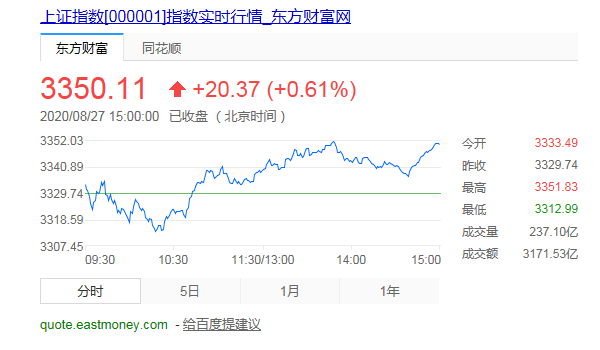 上证指数[000001]指数实时行情_东方财富网
东方财富 同花顺
3350.11 +20.37 (+0.61%)
2020/08/27 15:00:00 已收盘 ( 北京时间 )
3352.03
3340.89
3329.74
3318.59
3307.45
09:30 10:30 11:30/13:00 14:00 15:00
今开 3333.49
昨收 3329.74
最高 3351.83
最低 3312.99
成交量 237.10亿
成交额 3171.53亿
分时 5日 1月 1年
quote.eastmoney.com - 给百度提建议